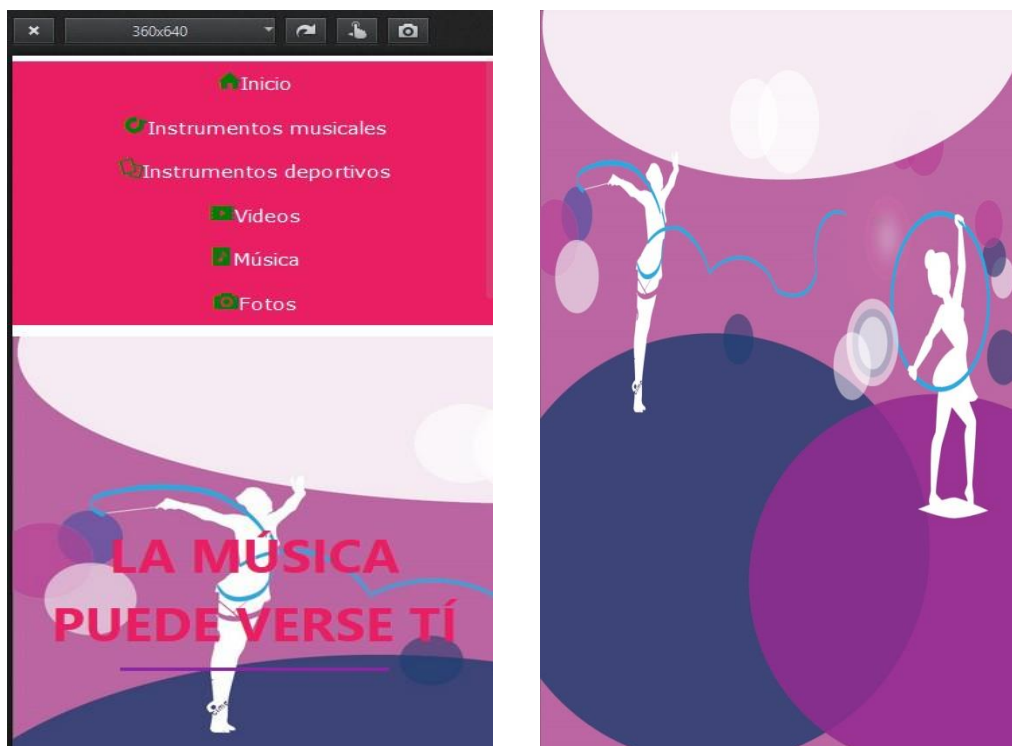 360x640
Inicio
Instrumentos musicales
Instrumentos deportivos
Videos
Música
Fotos
LA MÚSICA
PUEDE VERSE TÍ